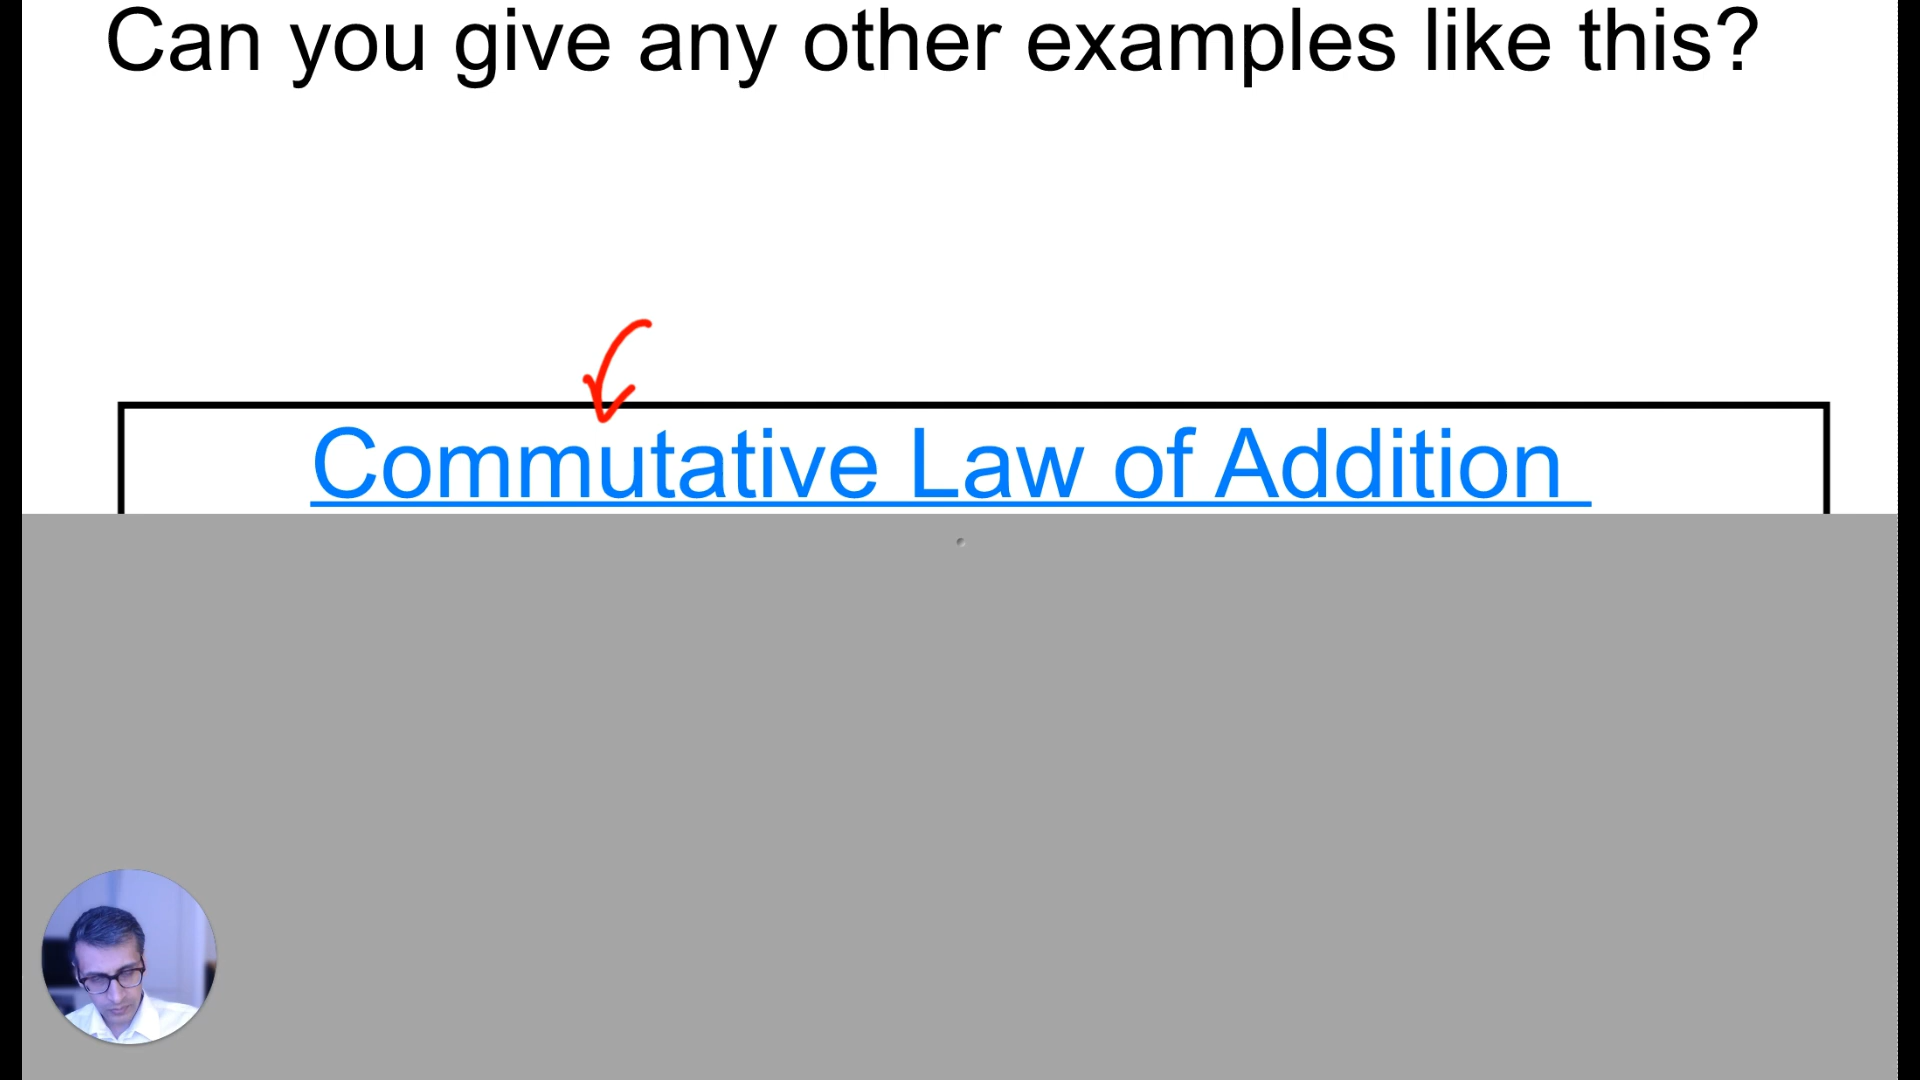 Can you give any other examples like this?
Commutative Law of Addition